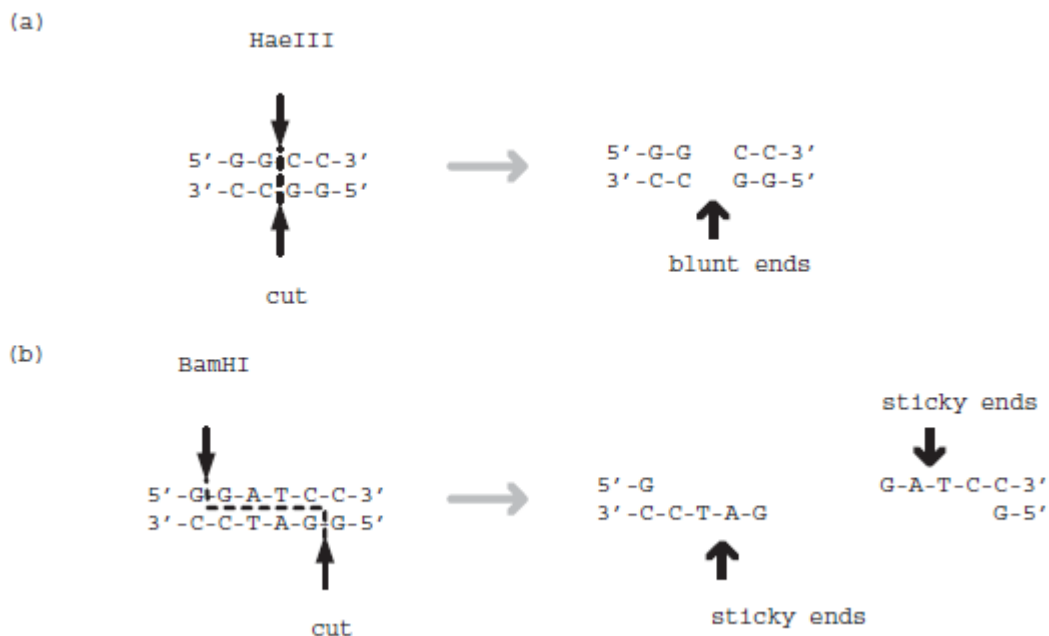 (a)
HaeIII
5'-G-G C-C-3'
3'-C-C G-G-5'
cut
5'-G-G C-C-3'
3'-C-C G-G-5'
blunt ends
(b)
BamHI
5'-G-G-A-T-C-C-3'
3'-C-C-T-A-G-G-5'
cut
sticky ends
5'-G G-A-T-C-C-3'
3'-C-C-T-A-G G-5'
sticky ends